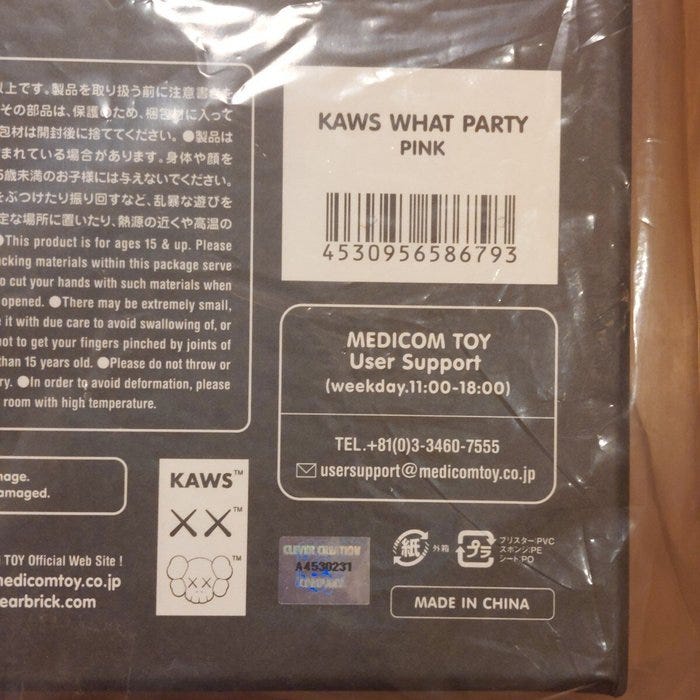 以上です。製品を取り扱う前に注意書きを
その部品は、保護のため、梱包材に入って
包材は開封後に捨ててください。●製品は
まれている場合があります。身体や顔を
5歳未満のお子様には与えないでください。
をぶつけたり振り回すなど、乱暴な遊びを
定な場所に置いたり、熱源の近くや高温の
●This product is for ages 15 & up. Please
cking materials within this package serve
o cut your hands with such materials when
opened. ●There may be extremely small,
e it with due care to avoid swallowing of, or
not to get your fingers pinched by joints of
than 15 years old. ●Please do not throw or
ry. ●In order to avoid deformation, please
room with high temperature.
KAWS WHAT PARTY
PINK
4530956586793
MEDICOM TOY
User Support
(weekday.11:00-18:00)
TEL.+81(0)3-3460-7555
usersupport@medicomtoy.co.jp
nage.
amaged.
TOY Official Web Site !
medicomtoy.co.jp
earbrick.com
KAWS™
XX™
™
CLEVER CREATION
A4530231
COMPANY
紙 外箱
プラ
ブリスター:PVC
スポンジ:PE
シート:PO
MADE IN CHINA